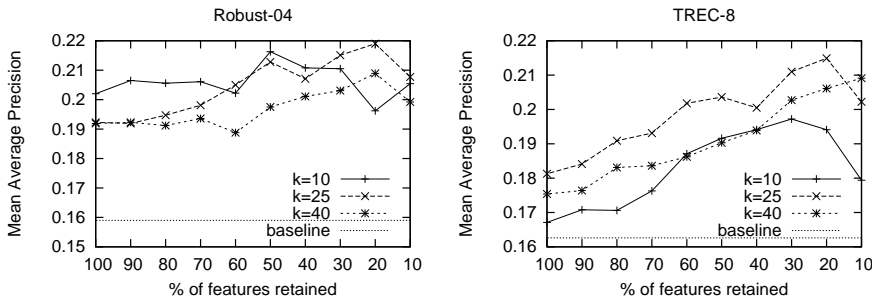 Robust-04
Mean Average Precision
0.22
0.21
0.2
0.19
0.18
0.17
0.16
0.15
k=10
k=25
k=40
baseline
100 90 80 70 60 50 40 30 20 10
% of features retained
TREC-8
Mean Average Precision
0.22
0.21
0.2
0.19
0.18
0.17
0.16
k=10
k=25
k=40
baseline
100 90 80 70 60 50 40 30 20 10
% of features retained